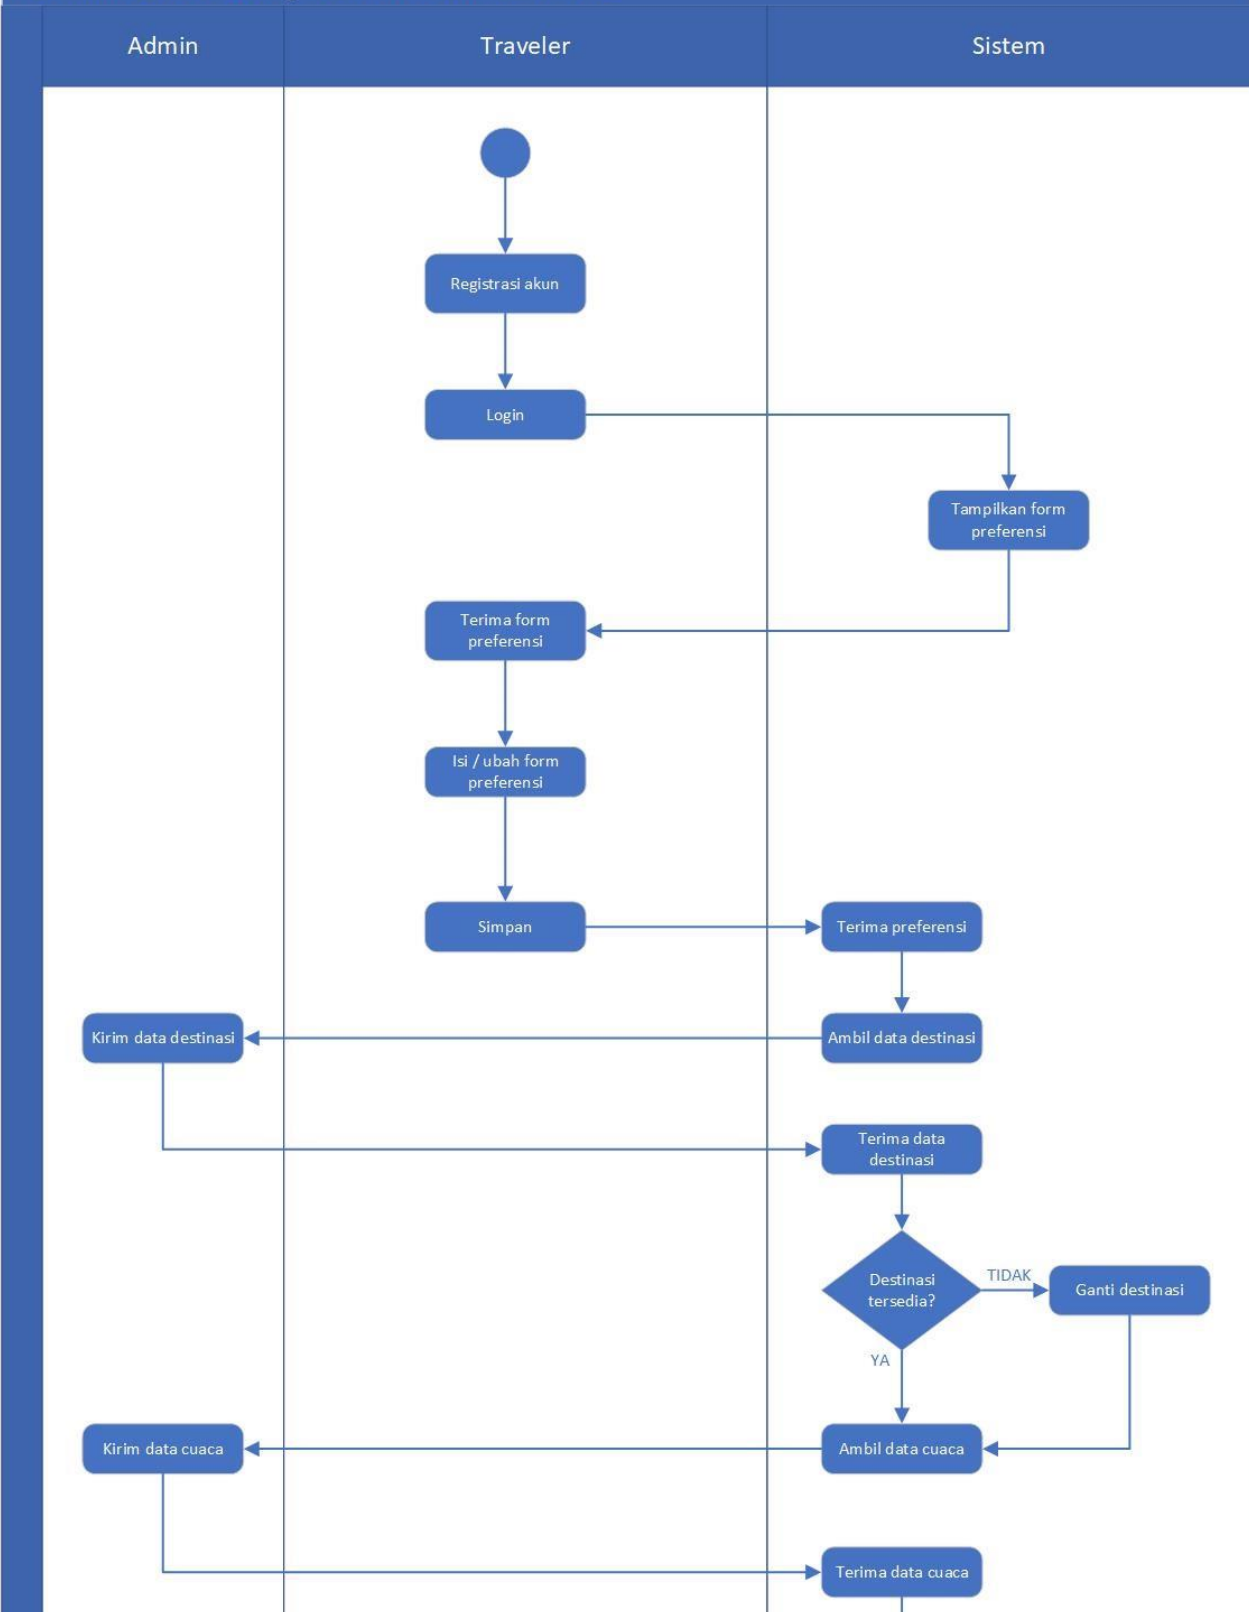 Admin
Traveler
Sistem
Registrasi akun
Login
Tampilkan form
preferensi
Terima form
preferensi
Isi / ubah form
preferensi
Simpan
Terima preferensi
Kirim data destinasi
Ambil data destinasi
Terima data
destinasi
Destinasi
tersedia?
TIDAK
Ganti destinasi
YA
Kirim data cuaca
Ambil data cuaca
Terima data cuaca